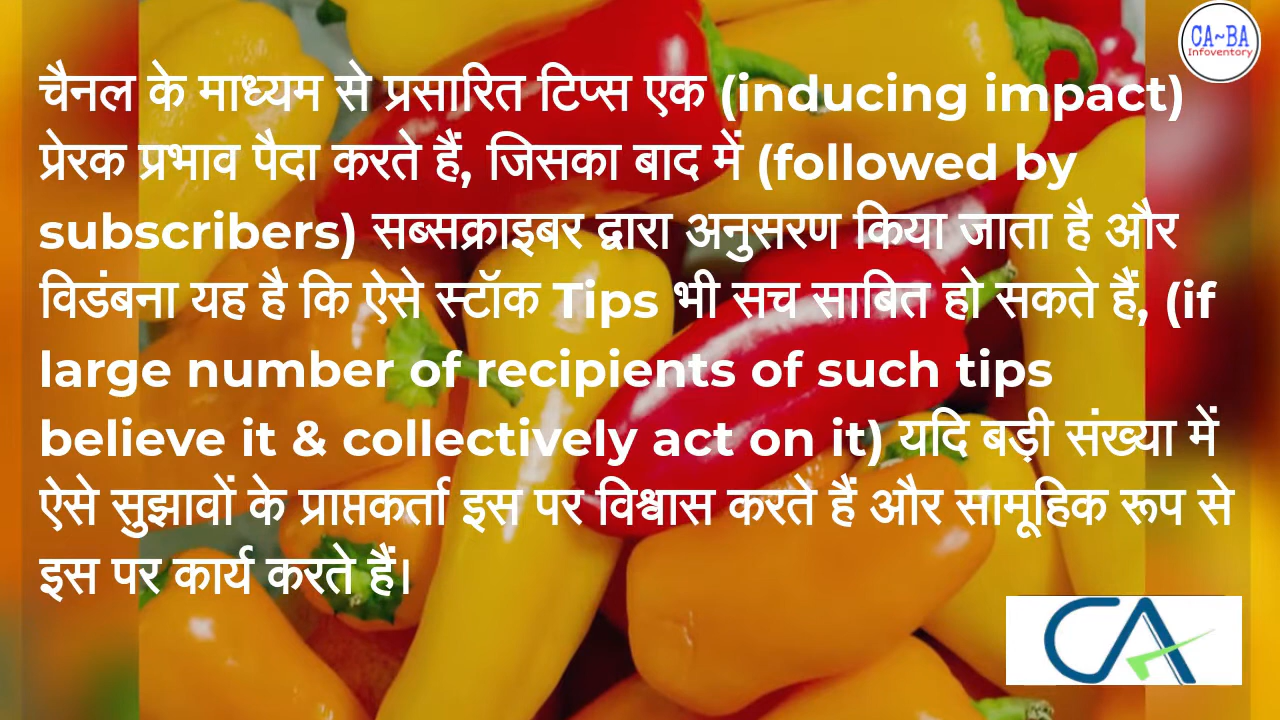 CA~BA
Infoventory
चैनल के माध्यम से प्रसारित टिप्स एक (inducing impact)
प्रेरक प्रभाव पैदा करते हैं, जिसका बाद में (followed by
subscribers) सब्सक्राइबर द्वारा अनुसरण किया जाता है और
विडंबना यह है कि ऐसे स्टॉक Tips भी सच साबित हो सकते हैं, (if
large number of recipients of such tips
believe it & collectively act on it) यदि बड़ी संख्या में
ऐसे सुझावों के प्राप्तकर्ता इस पर विश्वास करते हैं और सामूहिक रूप से
इस पर कार्य करते हैं।
CA